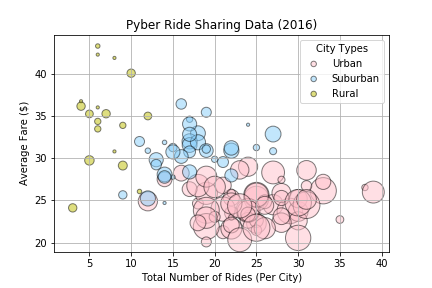 Pyber Ride Sharing Data (2016)
City Types
Urban
Suburban
Rural
40
35
30
25
20
Average Fare ($)
5 10 15 20 25 30 35 40
Total Number of Rides (Per City)